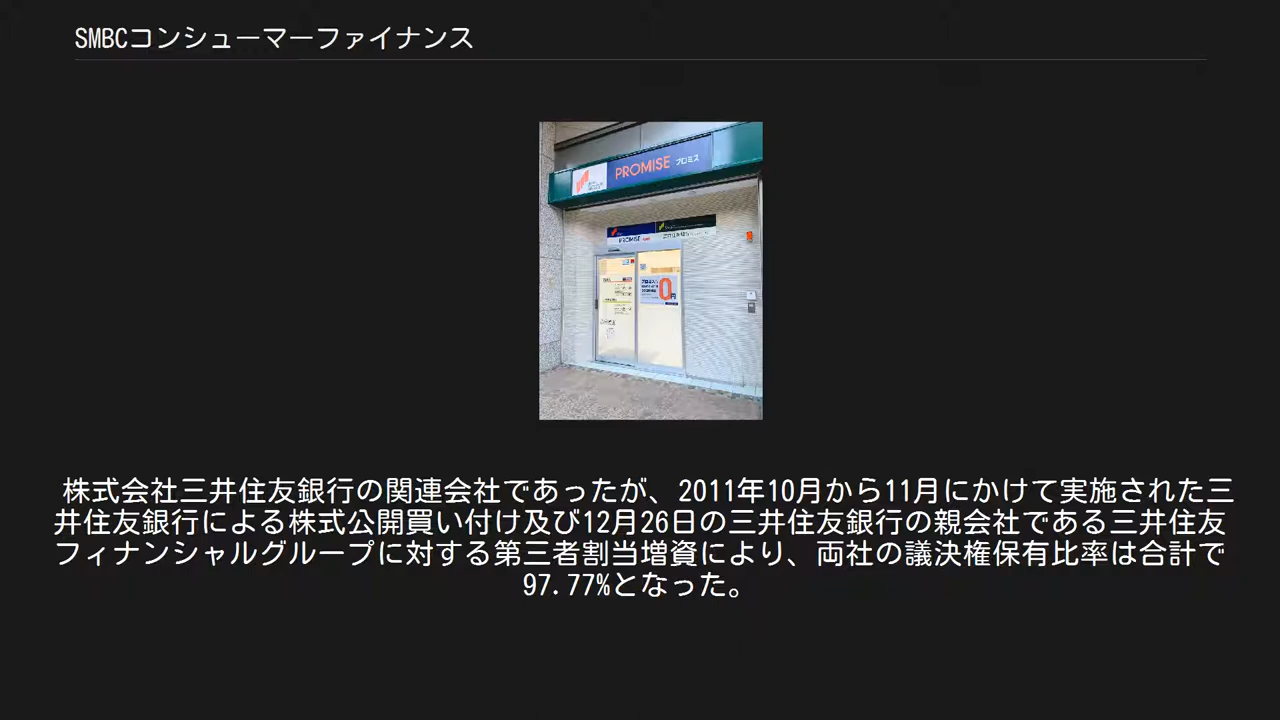 SMBCコンシューマーファイナンス
PROMISE プロミス
PROMISE
0円
株式会社三井住友銀行の関連会社であったが、2011年10月から11月にかけて実施された三
井住友銀行による株式公開買い付け及び12月26日の三井住友銀行の親会社である三井住友
フィナンシャルグループに対する第三者割当増資により、両社の議決権保有比率は合計で
97.77%となった。